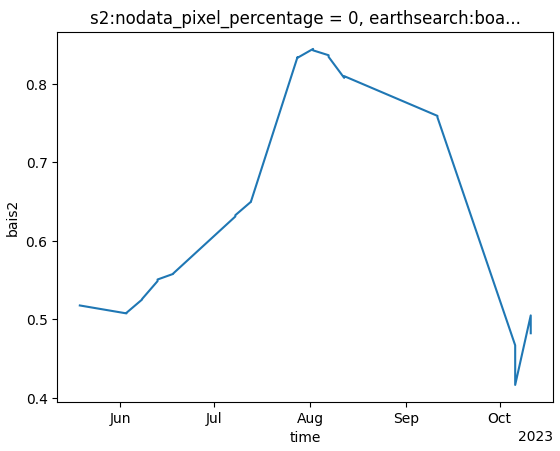 s2:nodata_pixel_percentage = 0, earthsearch:boa...
bais2
0.8
0.7
0.6
0.5
0.4
Jun Jul Aug Sep Oct
time 2023